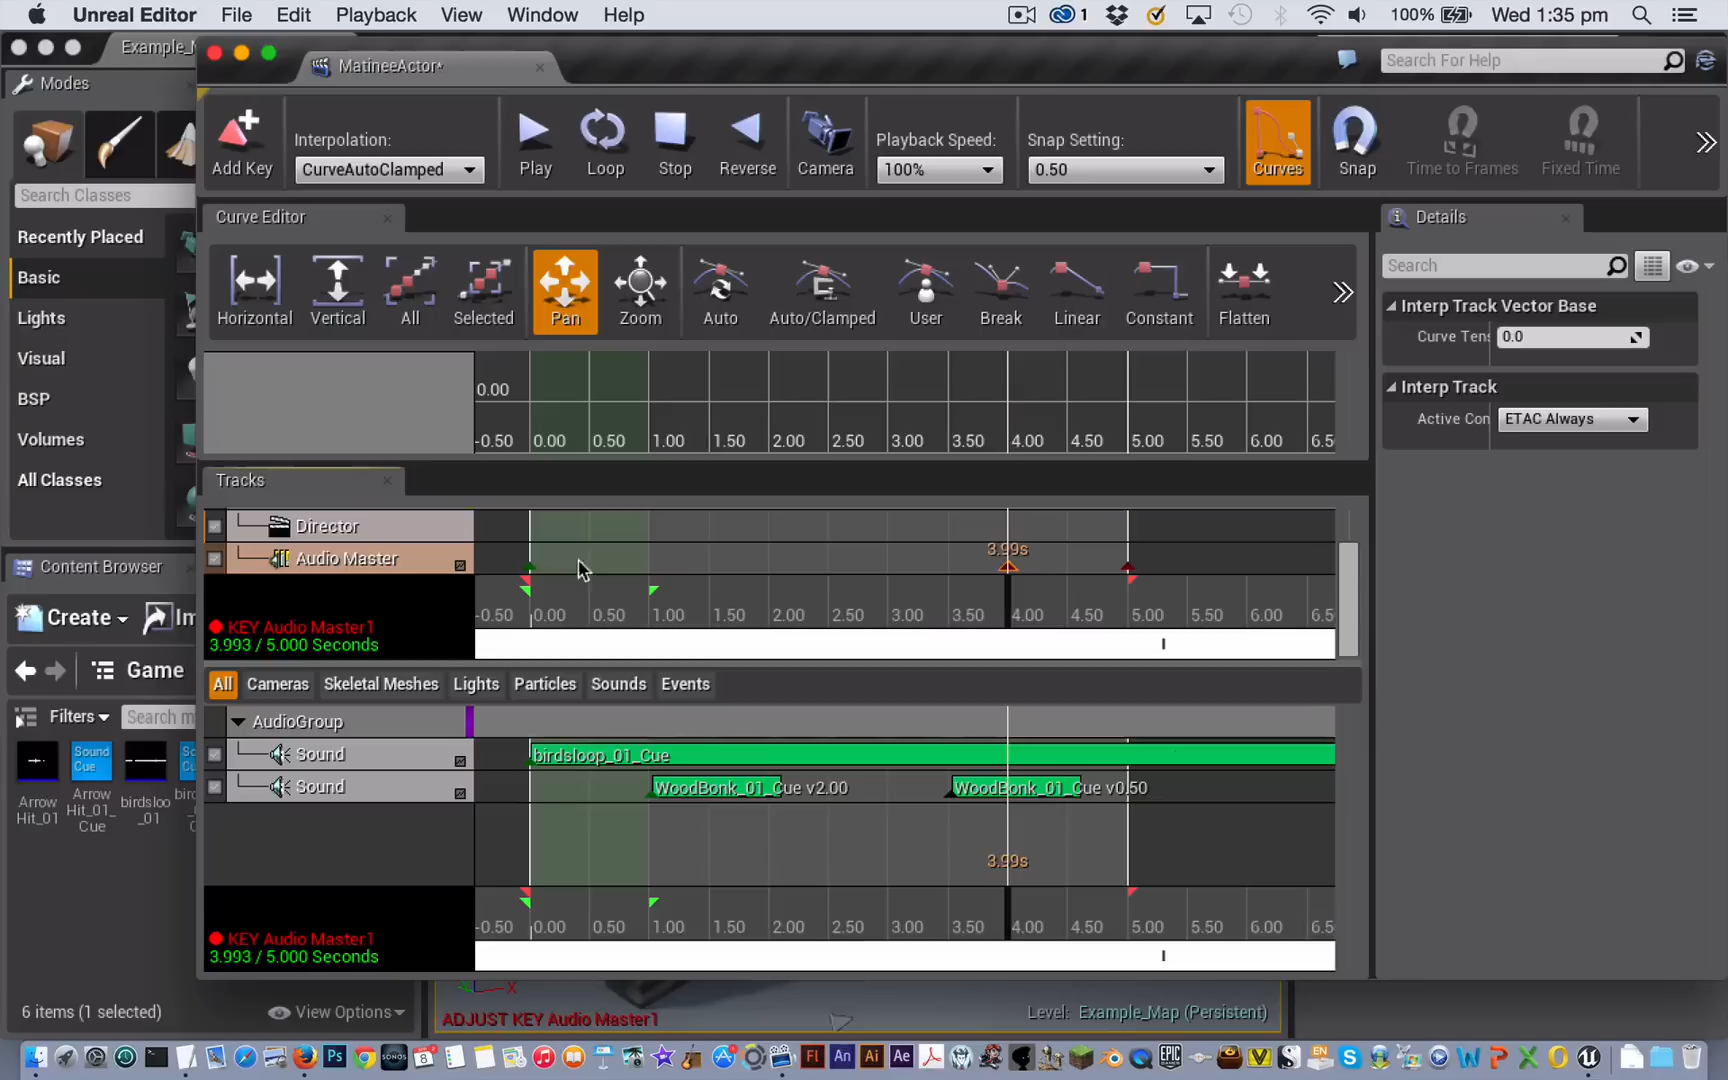 Unreal Editor File Edit Playback View Window Help 1 100% Wed 1:35 pm
Example_M
MatineeActor*
Search For Help
Modes
Add Key
Interpolation:
CurveAutoClamped
Play Loop Stop Reverse Camera
Playback Speed:
100%
Snap Setting:
0.50
Curves Snap Time to Frames Fixed Time
Search Classes
Recently Placed
Basic
Lights
Visual
BSP
Volumes
All Classes
Curve Editor
Horizontal Vertical All Selected Pan Zoom Auto Auto/Clamped User Break Linear Constant Flatten
0.00
-0.50 0.00 0.50 1.00 1.50 2.00 2.50 3.00 3.50 4.00 4.50 5.00 5.50 6.00 6.5
Details
Search
Interp Track Vector Base
Curve Tens 0.0
Interp Track
Active Con ETAC Always
Tracks
Director
Audio Master
3.99s
-0.50 0.00 0.50 1.00 1.50 2.00 2.50 3.00 3.50 4.00 4.50 5.00 5.50 6.00 6.5
KEY Audio Master1
3.993 / 5.000 Seconds
All Cameras Skeletal Meshes Lights Particles Sounds Events
AudioGroup
Sound birdsloop_01_Cue
Sound WoodBonk_01_Cue v2.00 WoodBonk_01_Cue v0.50
3.99s
-0.50 0.00 0.50 1.00 1.50 2.00 2.50 3.00 3.50 4.00 4.50 5.00 5.50 6.00 6.5
KEY Audio Master1
3.993 / 5.000 Seconds
Content Browser
Create Im
Game
Filters Search m
Sound
Cue
Arrow
Hit_01
Arrow
Hit_01_
Cue
birdsloo
p_01
6 items (1 selected) View Options
ADJUST KEY Audio Master1
Level: Example_Map (Persistent)